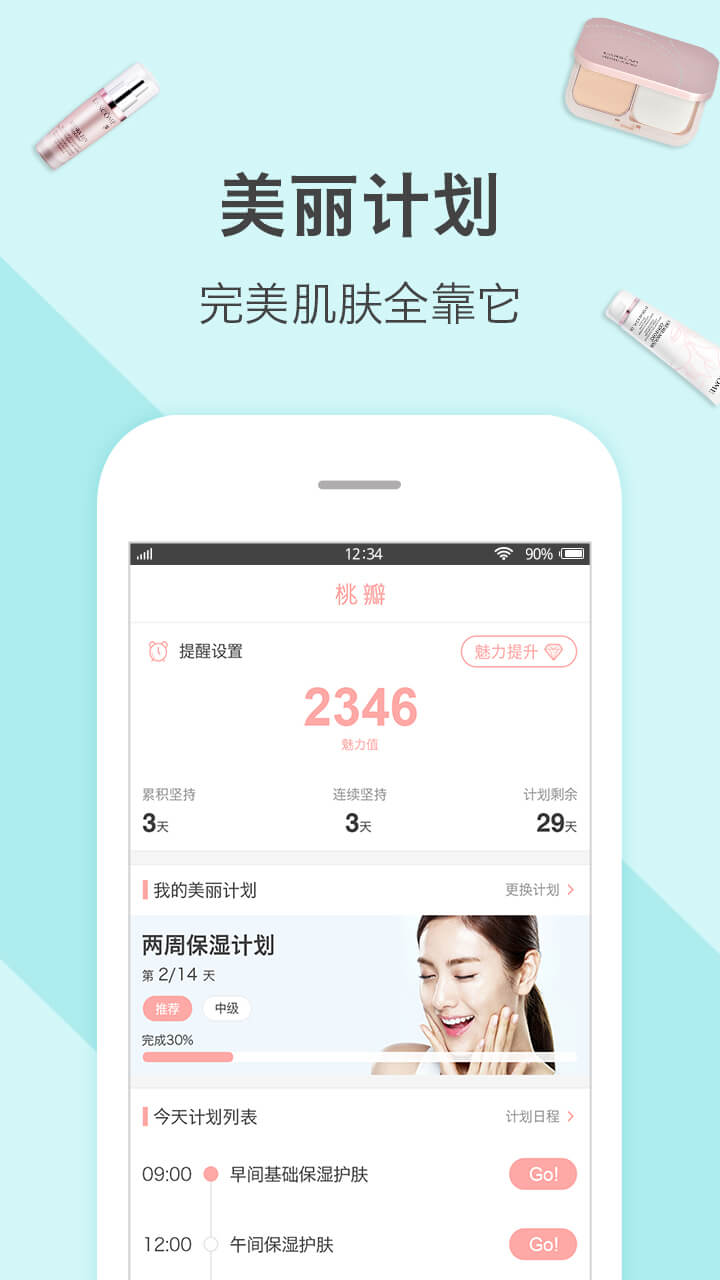 LANCOME
美丽计划
完美肌肤全靠它
12:34
90%
桃瓣
提醒设置
魅力提升
2346
魅力值
累积坚持
连续坚持
计划剩余
3天
3天
29天
我的美丽计划
更换计划
两周保湿计划
第 2/14 天
推荐
中级
完成30%
今天计划列表
计划日程
09:00
早间基础保湿护肤
Go!
12:00
午间保湿护肤
Go!